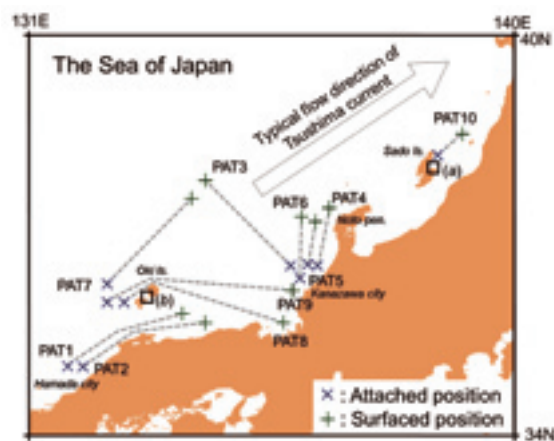 131E
140E
40N
The Sea of Japan
Typical flow direction of
Tsushima current
PAT10
Sado Is.
(a)
PAT3
PAT6
PAT4
Noto pen.
Oki Is.
PAT7
PAT5
(b)
Kanazawa city
PAT9
PAT1
PAT8
PAT2
Hamada city
× : Attached position
+ : Surfaced position
34N